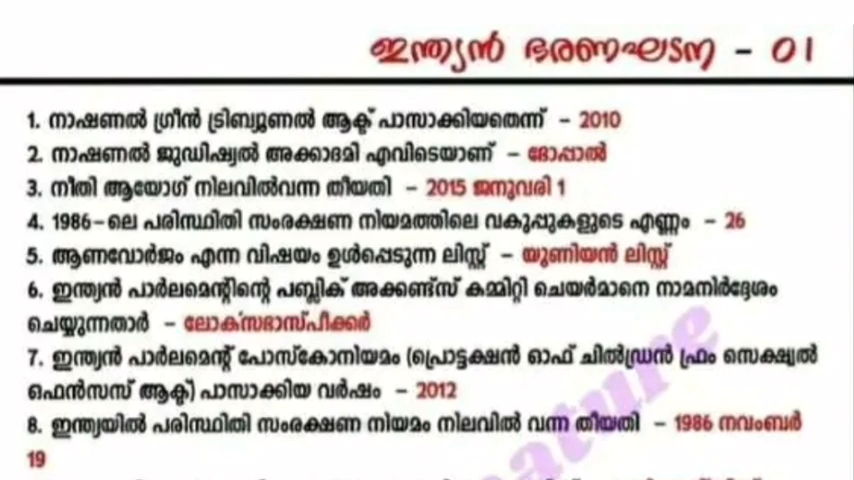 ഇന്ത്യൻ ഭരണഘടന - 01
1. നാഷണൽ ഗ്രീൻ ട്രിബ്യൂണൽ ആക്ട് പാസാക്കിയതെന്ന് - 2010
2. നാഷണൽ ജുഡിഷ്യൽ അക്കാദമി എവിടെയാണ് - ഭോപ്പാൽ
3. നീതി ആയോഗ് നിലവിൽവന്ന തീയതി - 2015 ജനുവരി 1
4. 1986-ലെ പരിസ്ഥിതി സംരക്ഷണ നിയമത്തിലെ വകുപ്പുകളുടെ എണ്ണം - 26
5. ആണവോർജം എന്ന വിഷയം ഉൾപ്പെടുന്ന ലിസ്റ്റ് - യൂണിയൻ ലിസ്റ്റ്
6. ഇന്ത്യൻ പാർലമെന്റിന്റെ പബ്ലിക് അക്കണ്ട്സ് കമ്മിറ്റി ചെയർമാനെ നാമനിർദ്ദേശം
ചെയ്യുന്നതാർ - ലോക്സഭാസ്പീക്കർ
7. ഇന്ത്യൻ പാർലമെന്റ് പോസ്കോനിയമം (പ്രൊട്ടക്ഷൻ ഓഫ് ചിൽഡ്രൻ ഫ്രം സെക്ഷ്വൽ
ഒഫൻസസ് ആക്ട്) പാസാക്കിയ വർഷം - 2012
8. ഇന്ത്യയിൽ പരിസ്ഥിതി സംരക്ഷണ നിയമം നിലവിൽ വന്ന തീയതി - 1986 നവംബർ
19